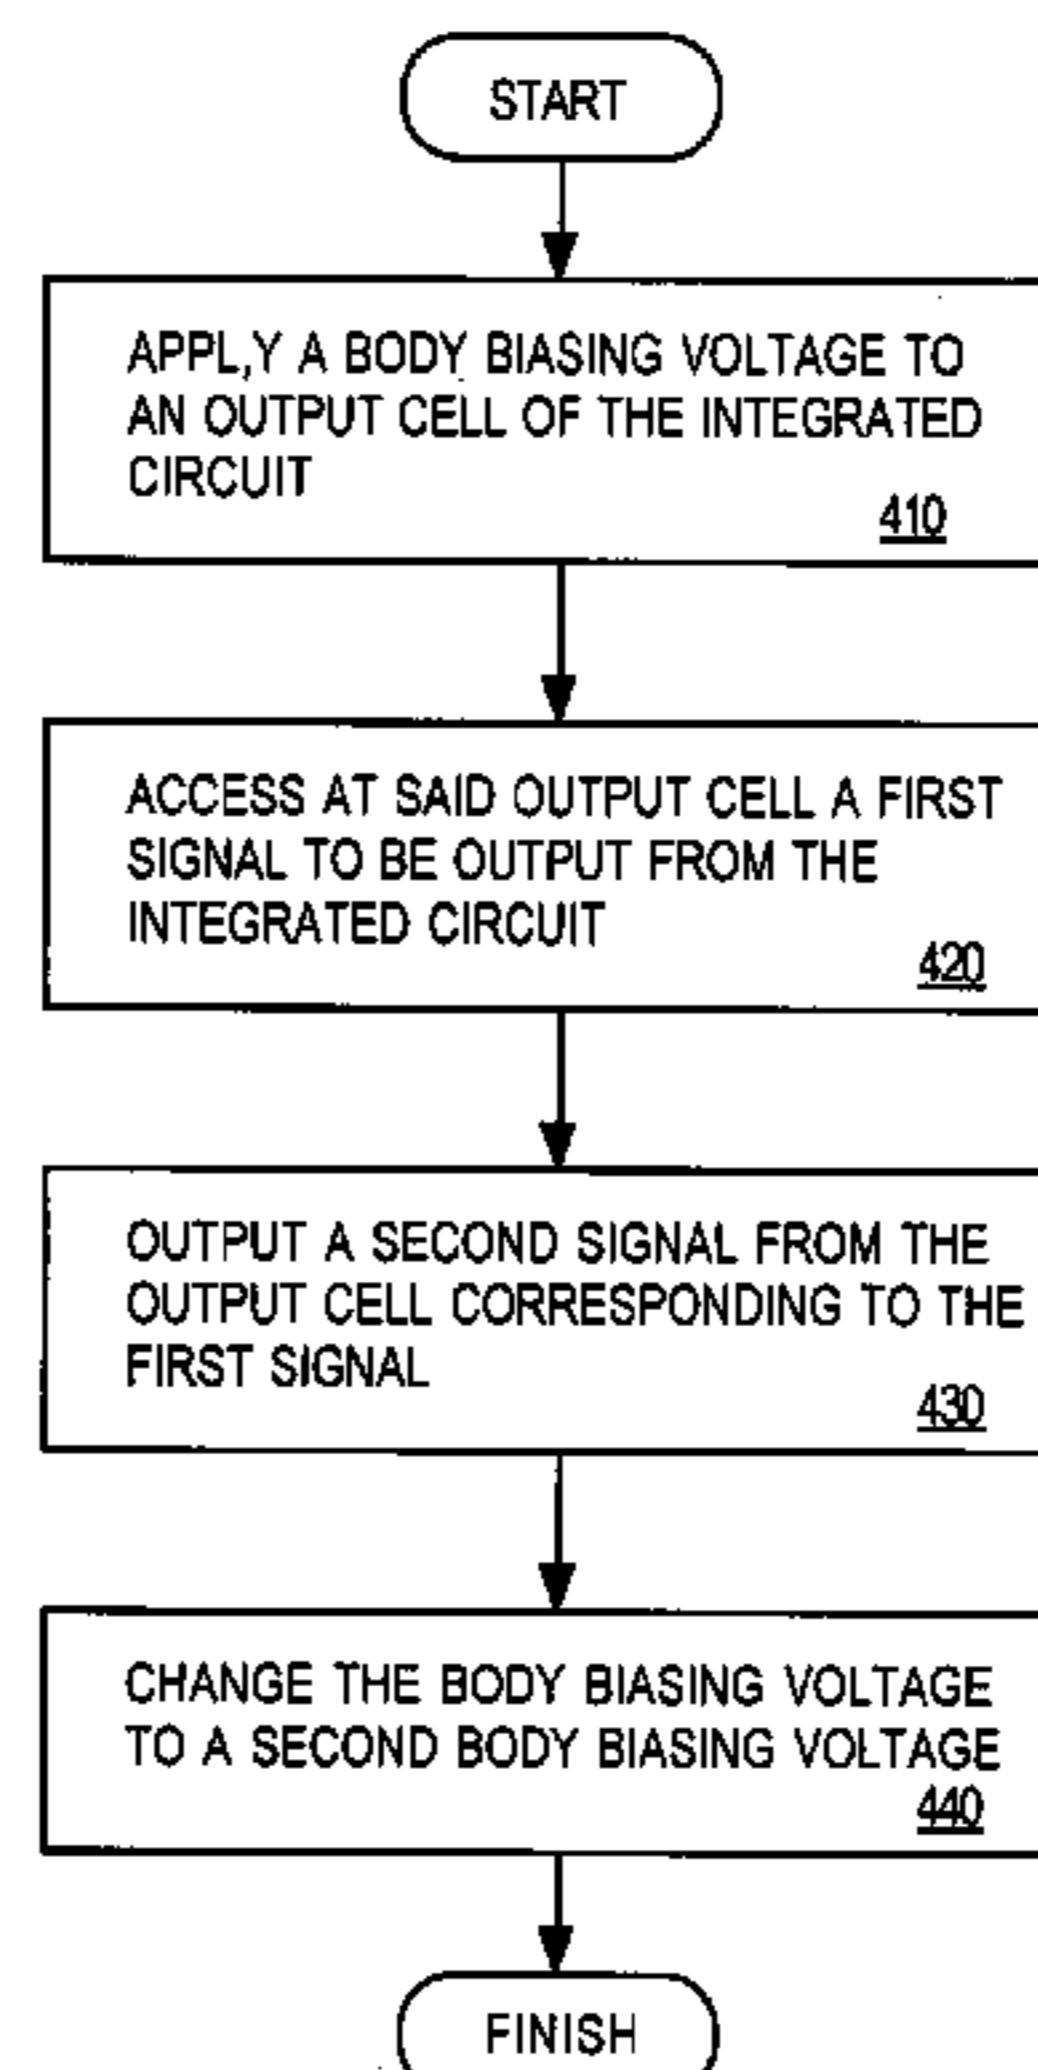 START
APPL,Y A BODY BIASING VOLTAGE TO
AN OUTPUT CELL OF THE INTEGRATED
CIRCUIT
410
ACCESS AT SAID OUTPUT CELL A FIRST
SIGNAL TO BE OUTPUT FROM THE
INTEGRATED CIRCUIT
420
OUTPUT A SECOND SIGNAL FROM THE
OUTPUT CELL CORRESPONDING TO THE
FIRST SIGNAL
430
CHANGE THE BODY BIASING VOLTAGE
TO A SECOND BODY BIASING VOLTAGE
440
FINISH